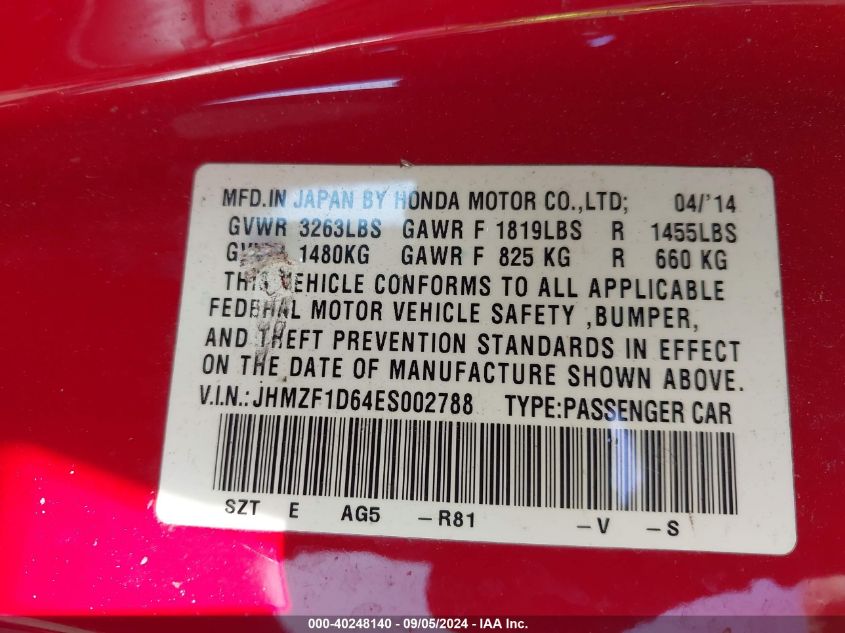 MFD.IN JAPAN BY HONDA MOTOR CO.,LTD; 04/'14
GVWR 3263LBS GAWR F 1819LBS R 1455LBS
GVWR 1480KG GAWR F 825 KG R 660 KG
THIS VEHICLE CONFORMS TO ALL APPLICABLE
FEDERAL MOTOR VEHICLE SAFETY ,BUMPER,
AND THEFT PREVENTION STANDARDS IN EFFECT
ON THE DATE OF MANUFACTURE SHOWN ABOVE.
V.I.N.: JHMZF1D64ES002788 TYPE:PASSENGER CAR
SZT E AG5 –R81 –V –S
000-40248140 - 09/05/2024 - IAA Inc.